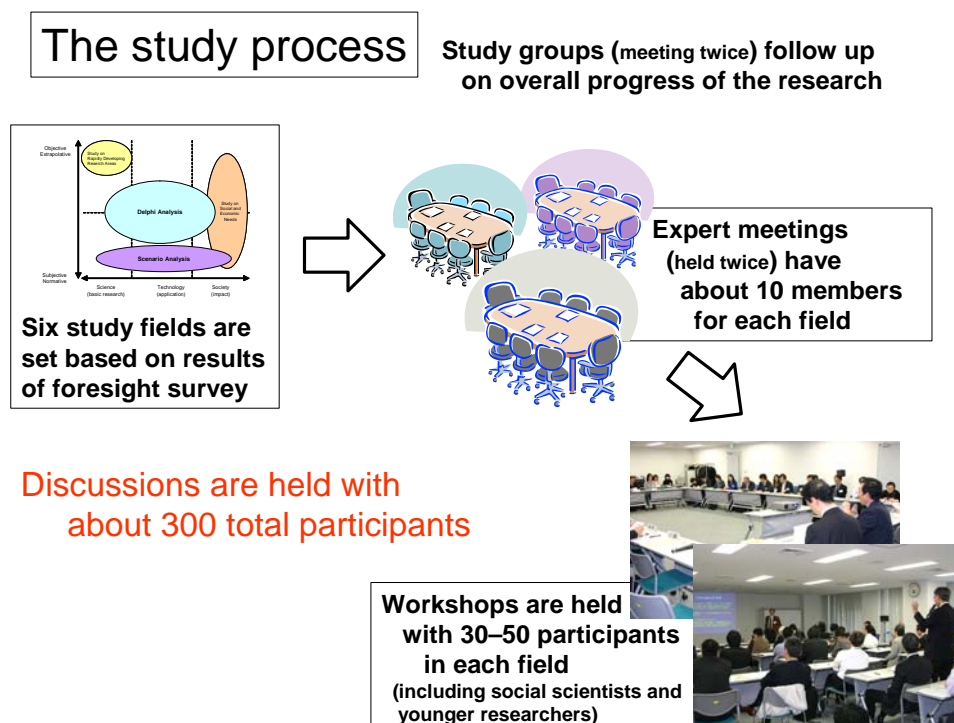 The study process
Study groups (meeting twice) follow up
on overall progress of the research
Objective
Extrapolative
Study on
Rapidly Developing
Research Areas
Delphi Analysis
Study on
Social and
Economic
Needs
Scenario Analysis
Subjective
Normative
Science
(basic research)
Technology
(application)
Society
(impact)
Six study fields are
set based on results
of foresight survey
Expert meetings
(held twice) have
about 10 members
for each field
Discussions are held with
about 300 total participants
Workshops are held
with 30–50 participants
in each field
(including social scientists and
younger researchers)